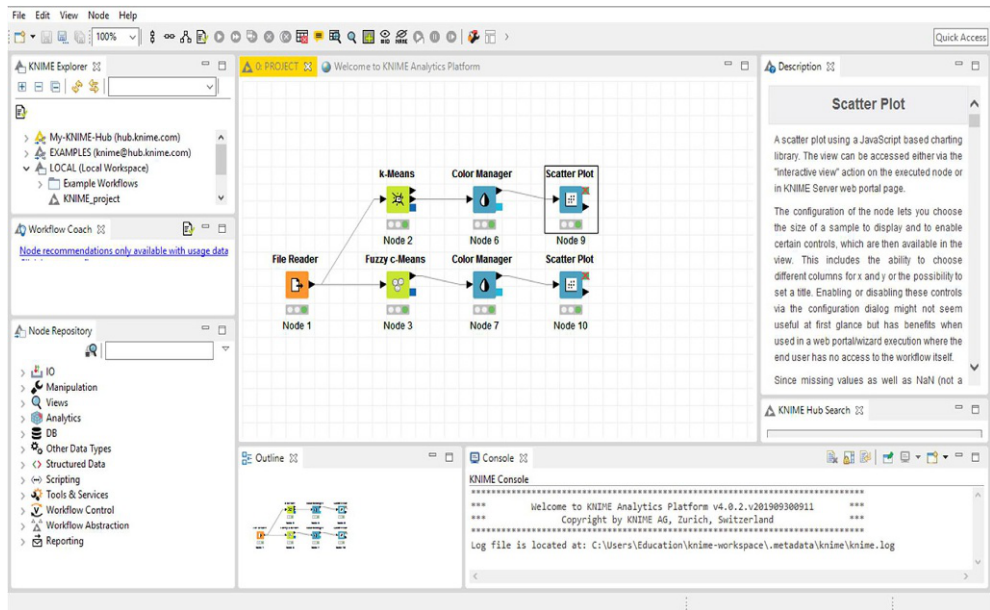 File Edit View Node Help
100%
Quick Access
KNIME Explorer
My-KNIME-Hub (hub.knime.com)
EXAMPLES (knime@hub.knime.com)
LOCAL (Local Workspace)
Example Workflows
KNIME_project
Workflow Coach
Node recommendations only available with usage data
Node Repository
IO
Manipulation
Views
Analytics
DB
Other Data Types
Structured Data
Scripting
Tools & Services
Workflow Control
Workflow Abstraction
Reporting
0: PROJECT
Welcome to KNIME Analytics Platform
k-Means
Color Manager
Scatter Plot
Node 2
Node 6
Node 9
File Reader
Fuzzy c-Means
Color Manager
Scatter Plot
Node 1
Node 3
Node 7
Node 10
Outline
Console
KNIME Console
*** Welcome to KNIME Analytics Platform v4.0.2.v201909300911 ***
*** Copyright by KNIME AG, Zurich, Switzerland ***
Log file is located at: C:\Users\Education\knime-workspace\.metadata\knime\knime.log
Description
Scatter Plot
A scatter plot using a JavaScript based charting
library. The view can be accessed either via the
"interactive view" action on the executed node or
in KNIME Server web portal page.
The configuration of the node lets you choose
the size of a sample to display and to enable
certain controls, which are then available in the
view. This includes the ability to choose
different columns for x and y or the possibility to
set a title. Enabling or disabling these controls
via the configuration dialog might not seem
useful at first glance but has benefits when
used in a web portal/wizard execution where the
end user has no access to the workflow itself.
Since missing values as well as NaN (not a
KNIME Hub Search